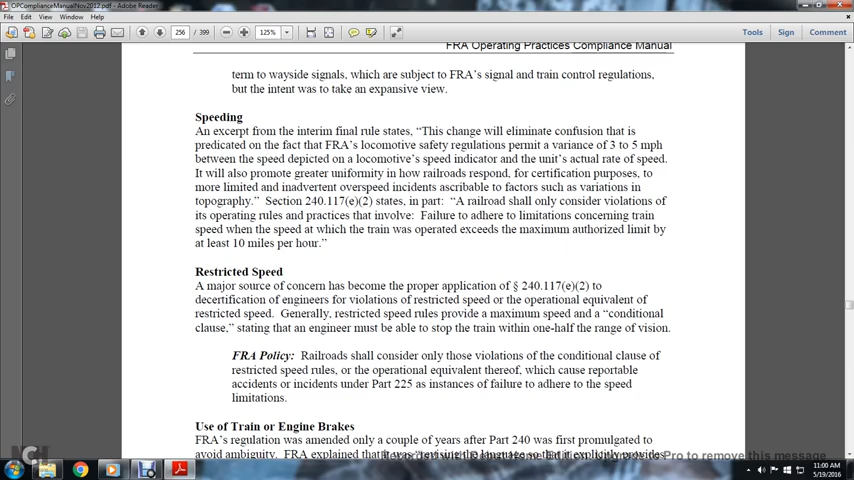 OPComplianceManualNov2012.pdf - Adobe Reader
File Edit View Window Help
256 / 399 125% Tools Sign Comment
FRA Operating Practices Compliance Manual
term to wayside signals, which are subject to FRA's signal and train control regulations,
but the intent was to take an expansive view.
Speeding
An excerpt from the interim final rule states, “This change will eliminate confusion that is
predicated on the fact that FRA's locomotive safety regulations permit a variance of 3 to 5 mph
between the speed depicted on a locomotive's speed indicator and the unit's actual rate of speed.
It will also promote greater uniformity in how railroads respond, for certification purposes, to
more limited and inadvertent overspeed incidents ascribable to factors such as variations in
topography.” Section 240.117(e)(2) states, in part: “A railroad shall only consider violations of
its operating rules and practices that involve: Failure to adhere to limitations concerning train
speed when the speed at which the train was operated exceeds the maximum authorized limit by
at least 10 miles per hour.”
Restricted Speed
A major source of concern has become the proper application of § 240.117(e)(2) to
decertification of engineers for violations of restricted speed or the operational equivalent of
restricted speed. Generally, restricted speed rules provide a maximum speed and a “conditional
clause,” stating that an engineer must be able to stop the train within one-half the range of vision.
FRA Policy: Railroads shall consider only those violations of the conditional clause of
restricted speed rules, or the operational equivalent thereof, which cause reportable
accidents or incidents under Part 225 as instances of failure to adhere to the speed
limitations.
Use of Train or Engine Brakes
FRA's regulation was amended only a couple of years after Part 240 was first promulgated to
avoid ambiguity. FRA explained that it was revising the language so that it explicitly provides
Pro to remove this message
NCH
11:00 AM
5/19/2016